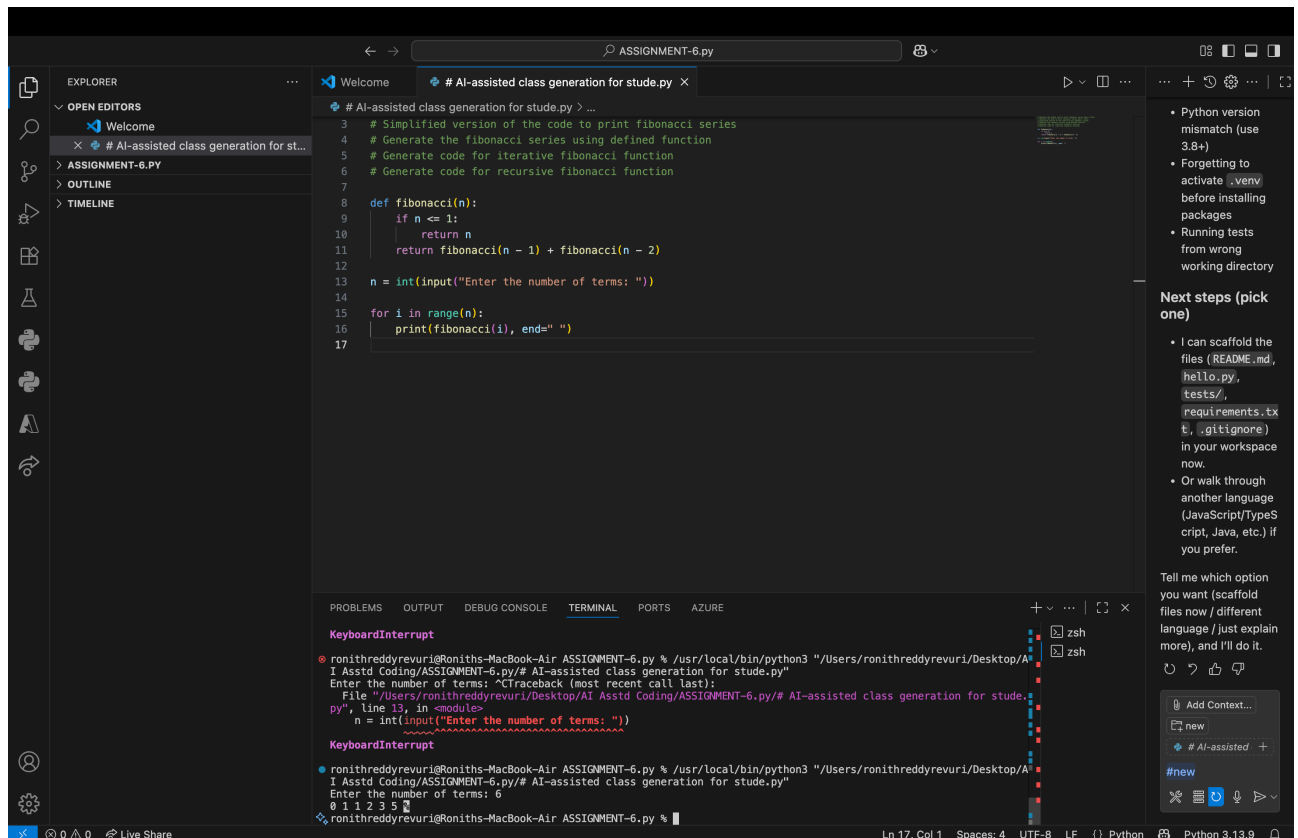 ASSIGNMENT-6.py
EXPLORER
OPEN EDITORS
Welcome
# AI-assisted class generation for st...
ASSIGNMENT-6.PY
OUTLINE
TIMELINE
Welcome
# AI-assisted class generation for stude.py
# AI-assisted class generation for stude.py > ...
3 # Simplified version of the code to print fibonacci series
4 # Generate the fibonacci series using defined function
5 # Generate code for iterative fibonacci function
6 # Generate code for recursive fibonacci function
7
8 def fibonacci(n):
9 if n <= 1:
10 return n
11 return fibonacci(n - 1) + fibonacci(n - 2)
12
13 n = int(input("Enter the number of terms: "))
14
15 for i in range(n):
16 print(fibonacci(i), end=" ")
17
PROBLEMS OUTPUT DEBUG CONSOLE TERMINAL PORTS AZURE
KeyboardInterrupt
ronithreddyrevuri@Roniths-MacBook-Air ASSIGNMENT-6.py % /usr/local/bin/python3 "/Users/ronithreddyrevuri/Desktop/A
I Asstd Coding/ASSIGNMENT-6.py/# AI-assisted class generation for stude.py"
Enter the number of terms: ^CTraceback (most recent call last):
File "/Users/ronithreddyrevuri/Desktop/AI Asstd Coding/ASSIGNMENT-6.py/# AI-assisted class generation for stude.
py", line 13, in <module>
n = int(input("Enter the number of terms: "))
~~~~~^^^^^^^^^^^^^^^^^^^^^^^^^^^^^^^
KeyboardInterrupt
ronithreddyrevuri@Roniths-MacBook-Air ASSIGNMENT-6.py % /usr/local/bin/python3 "/Users/ronithreddyrevuri/Desktop/A
I Asstd Coding/ASSIGNMENT-6.py/# AI-assisted class generation for stude.py"
Enter the number of terms: 6
0 1 1 2 3 5 %
ronithreddyrevuri@Roniths-MacBook-Air ASSIGNMENT-6.py %
zsh
zsh
• Python version
mismatch (use
3.8+)
• Forgetting to
activate .venv
before installing
packages
• Running tests
from wrong
working directory
Next steps (pick
one)
• I can scaffold the
files (README.md,
hello.py,
tests/,
requirements.tx
t, .gitignore)
in your workspace
now.
• Or walk through
another language
(JavaScript/TypeS
cript, Java, etc.) if
you prefer.
Tell me which option
you want (scaffold
files now / different
language / just explain
more), and I'll do it.
Add Context...
new
# AI-assisted
#new
0 0 Live Share
Ln 17, Col 1 Spaces: 4 UTF-8 LF {} Python Python 3.13.9